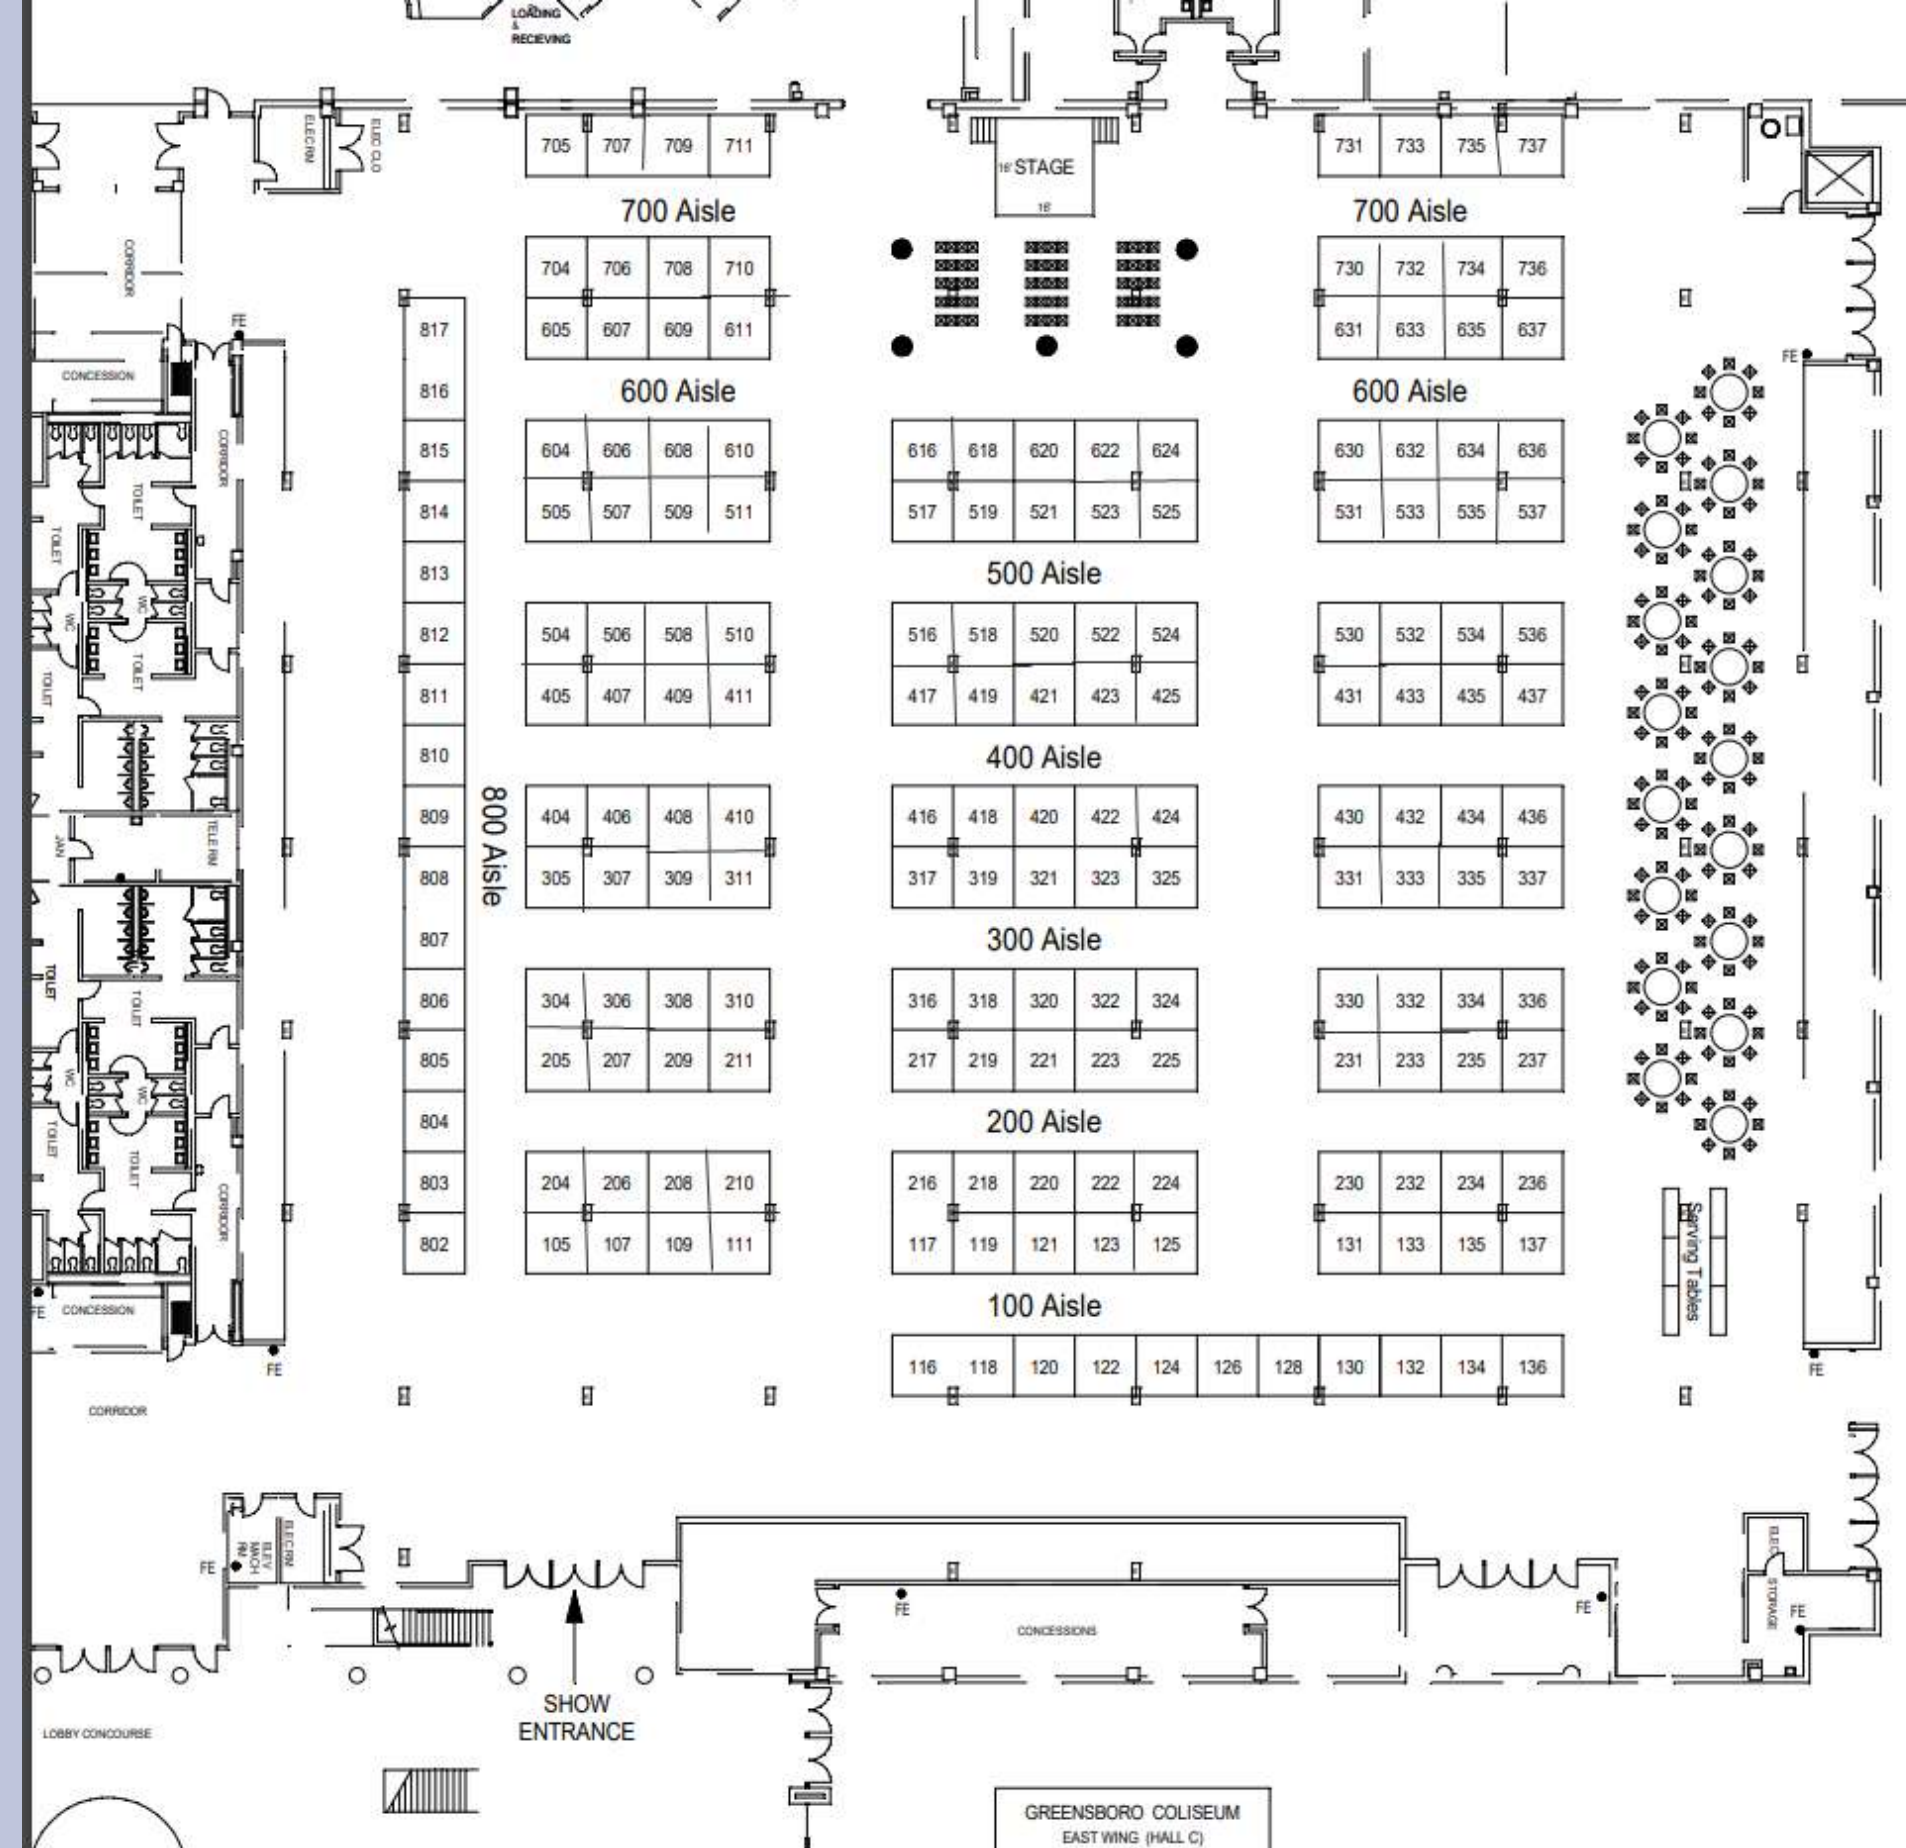 LOADING
&
RECIEVING
ELEC RM
ELEC CLO
705 707 709 711
16' STAGE
16'
731 733 735 737
700 Aisle
700 Aisle
CORRIDOR
704 706 708 710
730 732 734 736
FE
817
605 607 609 611
631 633 635 637
FE
CONCESSION
816
600 Aisle
600 Aisle
CORRIDOR
815
604 606 608 610
616 618 620 622 624
630 632 634 636
TOILET
814
505 507 509 511
517 519 521 523 525
531 533 535 537
TOILET
813
500 Aisle
WC
WC
812
504 506 508 510
516 518 520 522 524
530 532 534 536
TOILET
TOILET
811
405 407 409 411
417 419 421 423 425
431 433 435 437
810
400 Aisle
800 Aisle
809
404 406 408 410
416 418 420 422 424
430 432 434 436
JAN
TELE RM
808
305 307 309 311
317 319 321 323 325
331 333 335 337
807
300 Aisle
TOILET
TOILET
806
304 306 308 310
316 318 320 322 324
330 332 334 336
805
205 207 209 211
217 219 221 223 225
231 233 235 237
WC
WC
804
200 Aisle
TOILET
TOILET
803
204 206 208 210
216 218 220 222 224
230 232 234 236
CORRIDOR
802
105 107 109 111
117 119 121 123 125
131 133 135 137
Serving Tables
FE
CONCESSION
100 Aisle
FE
116 118 120 122 124 126 128 130 132 134 136
FE
CORRIDOR
FE
ELEV
MACH
RM
ELEC RM
ELEC
FE
FE
STORAGE
FE
CONCESSIONS
SHOW
ENTRANCE
LOBBY CONCOURSE
GREENSBORO COLISEUM
EAST WING (HALL C)